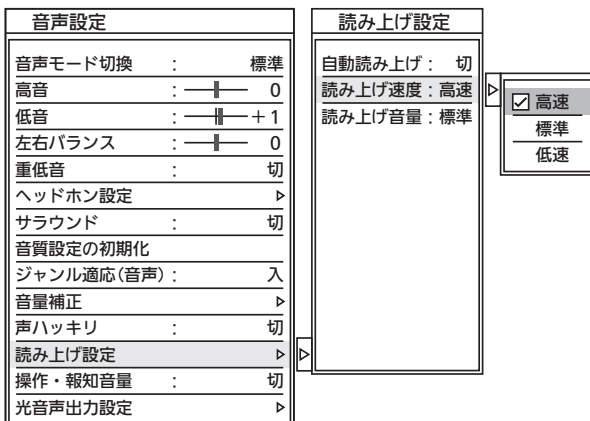 音声設定
音声モード切換 : 標準
高音 : 0
低音 : +1
左右バランス : 0
重低音 : 切
ヘッドホン設定
サラウンド : 切
音質設定の初期化
ジャンル適応(音声) : 入
音量補正
声ハッキリ : 切
読み上げ設定
操作・報知音量 : 切
光音声出力設定
読み上げ設定
自動読み上げ : 切
読み上げ速度 : 高速
読み上げ音量 : 標準
高速
標準
低速